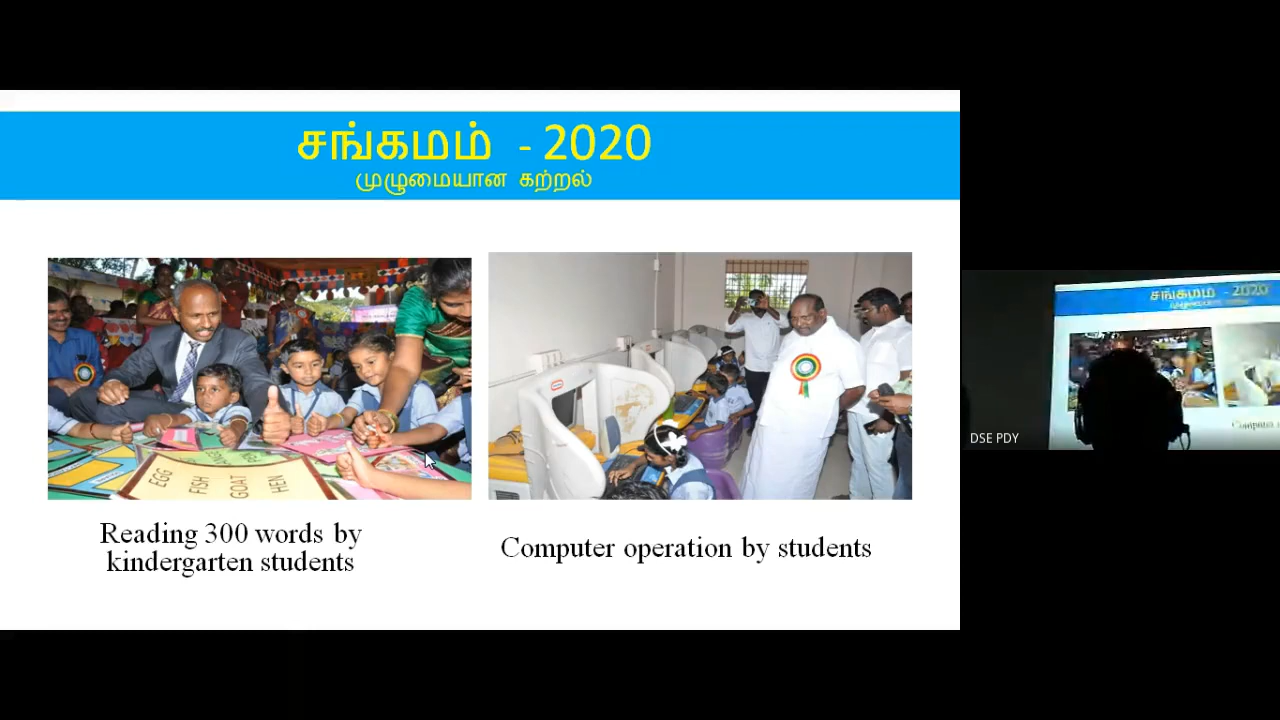 சங்கமம் - 2020
முழுமையான கற்றல்
EGG
FISH
GOAT
HEN
Reading 300 words by
kindergarten students
Computer operation by students
DSE PDY
சங்கமம் - 2020